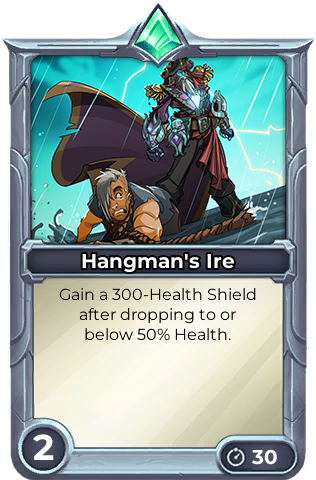 Hangman's Ire
Gain a 300-Health Shield
after dropping to or
below 50% Health.
2
30